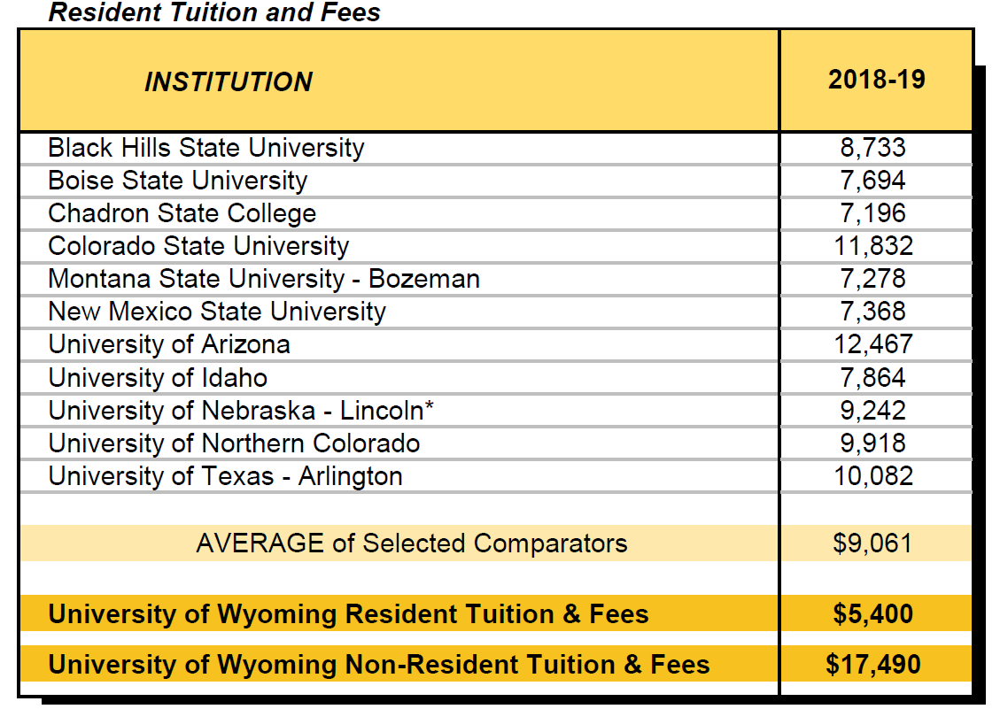 Resident Tuition and Fees
INSTITUTION 2018-19
Black Hills State University 8,733
Boise State University 7,694
Chadron State College 7,196
Colorado State University 11,832
Montana State University - Bozeman 7,278
New Mexico State University 7,368
University of Arizona 12,467
University of Idaho 7,864
University of Nebraska - Lincoln* 9,242
University of Northern Colorado 9,918
University of Texas - Arlington 10,082
AVERAGE of Selected Comparators $9,061
University of Wyoming Resident Tuition & Fees $5,400
University of Wyoming Non-Resident Tuition & Fees $17,490